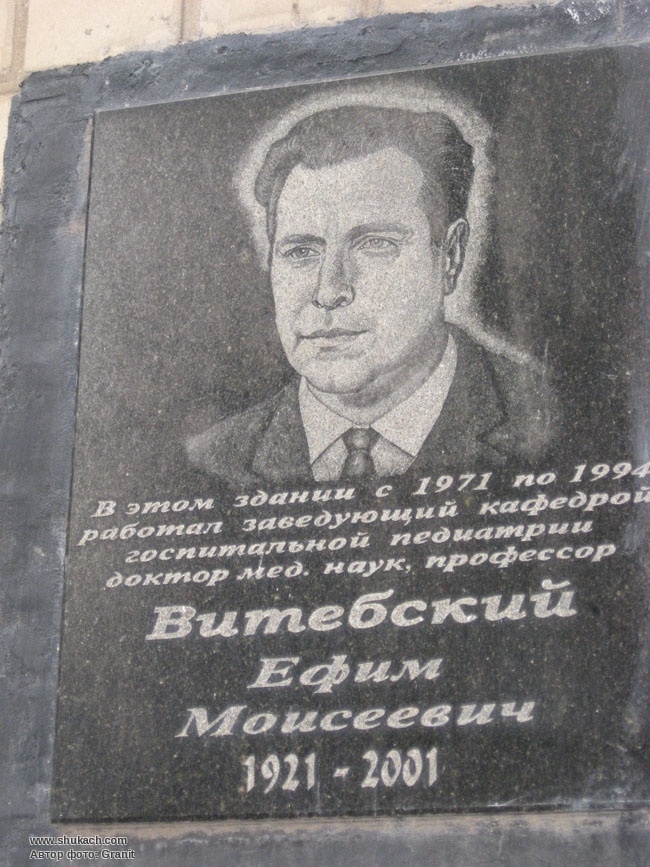 В этом здании с 1971 по 1994
работал заведующий кафедрой
госпитальной педиатрии
доктор мед. наук, профессор
Витебский
Ефим
Моисеевич
1921 - 2001
www.shukach.com
Автор фото: Granit